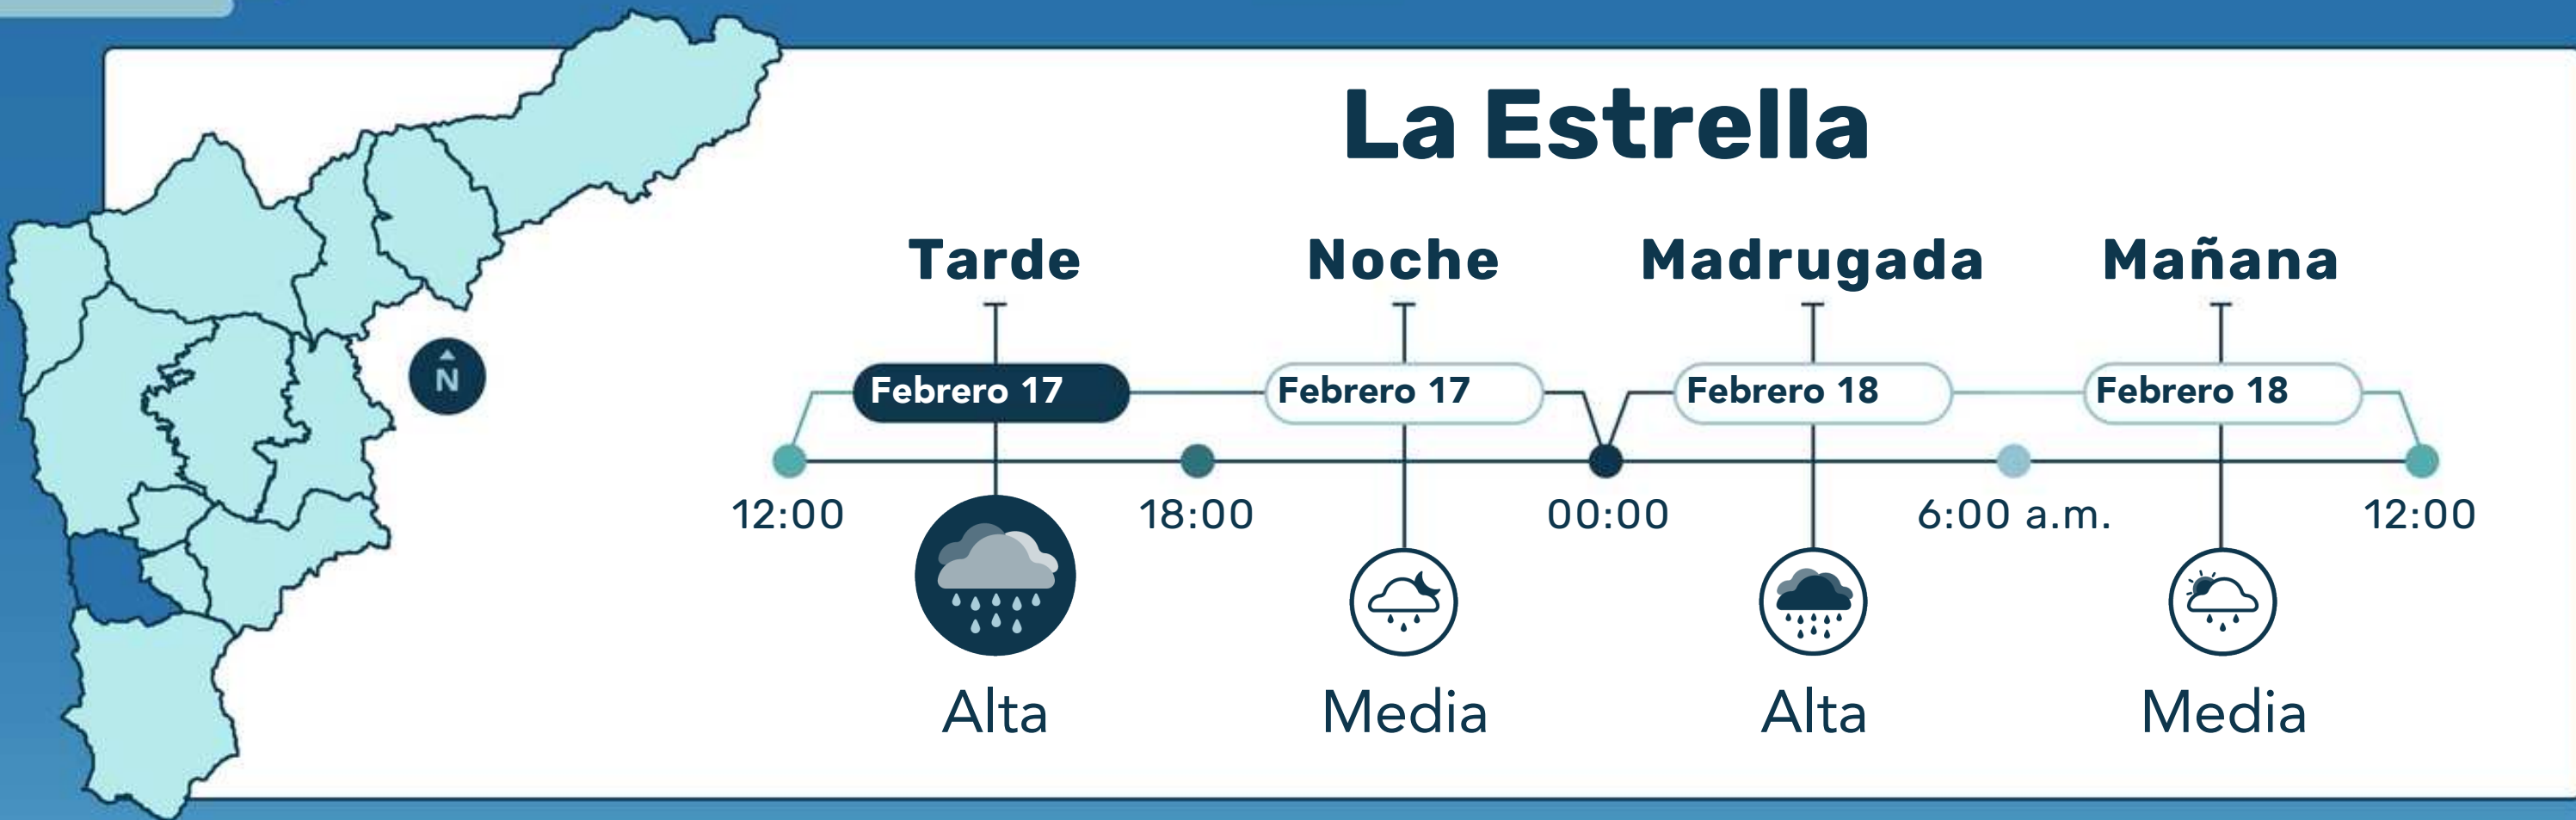 La Estrella
Tarde Noche Madrugada Mañana
Febrero 17 Febrero 17 Febrero 18 Febrero 18
N
12:00 18:00 00:00 6:00 a.m. 12:00
Alta Media Alta Media